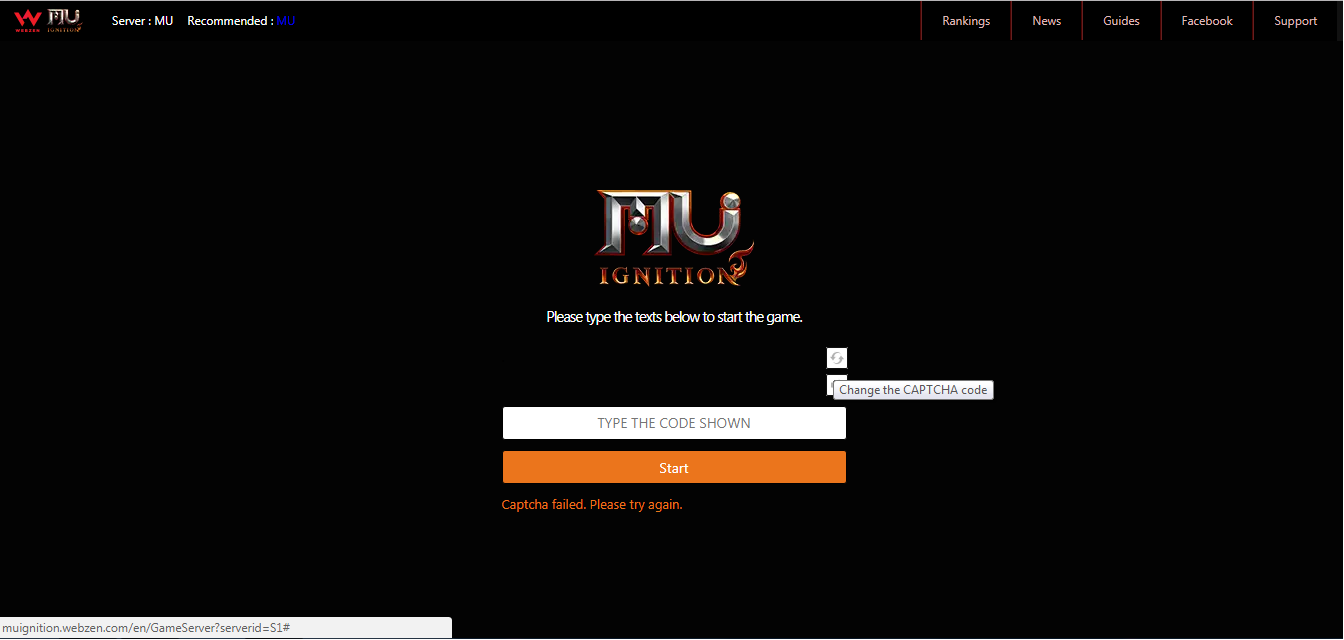 WEBZEN MU IGNITION Server : MU Recommended : MU Rankings News Guides Facebook Support
MU
IGNITION
Please type the texts below to start the game.
Change the CAPTCHA code
TYPE THE CODE SHOWN
Start
Captcha failed. Please try again.
muignition.webzen.com/en/GameServer?serverid=S1#